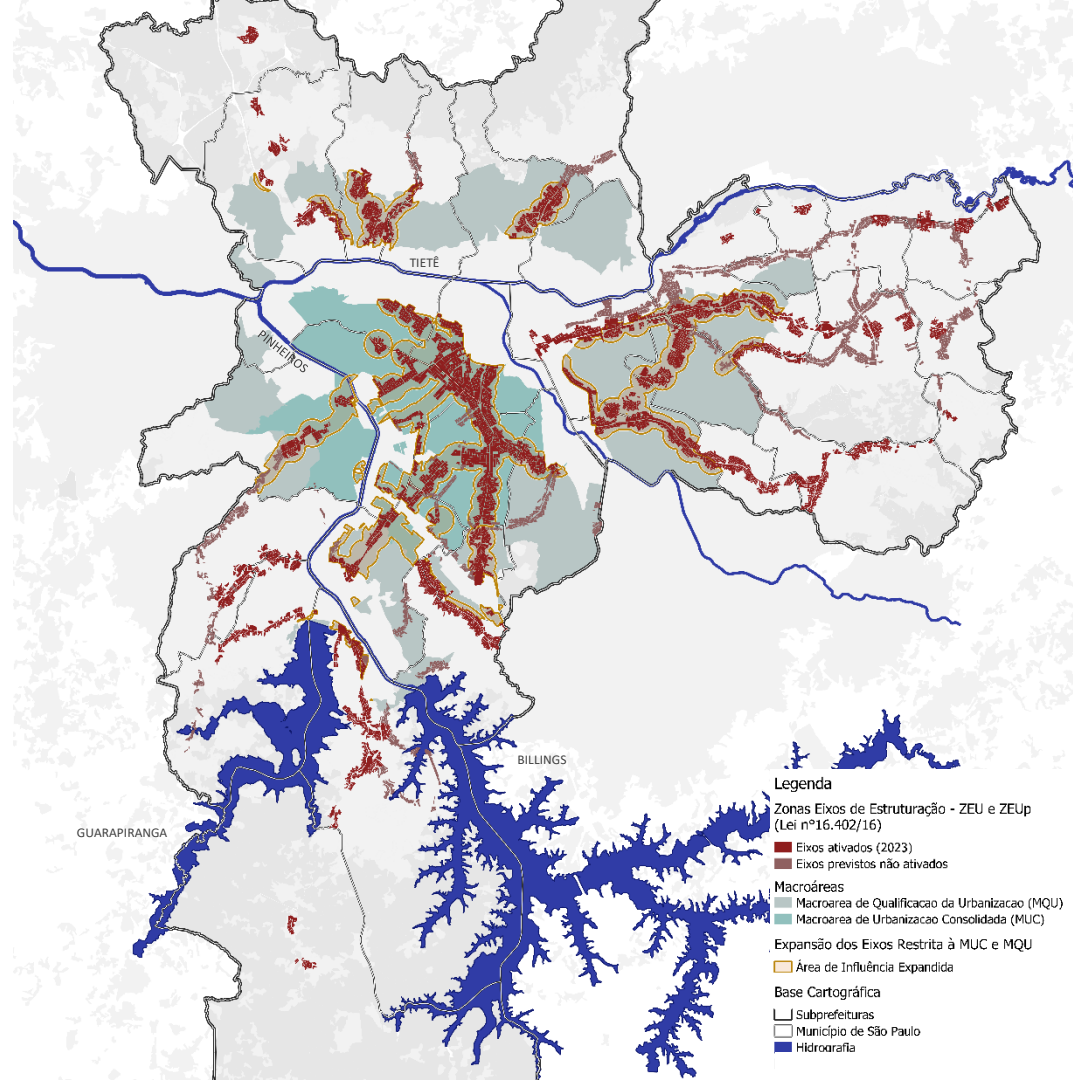 TIETÊ
PINHEIROS
BILLINGS
GUARAPIRANGA
Legenda
Zonas Eixos de Estruturação - ZEU e ZEUp
(Lei nº16.402/16)
Eixos ativados (2023)
Eixos previstos não ativados
Macroáreas
Macroarea de Qualificacao da Urbanizacao (MQU)
Macroarea de Urbanizacao Consolidada (MUC)
Expansão dos Eixos Restrita à MUC e MQU
Área de Influência Expandida
Base Cartográfica
Subprefeituras
Município de São Paulo
Hidrografia